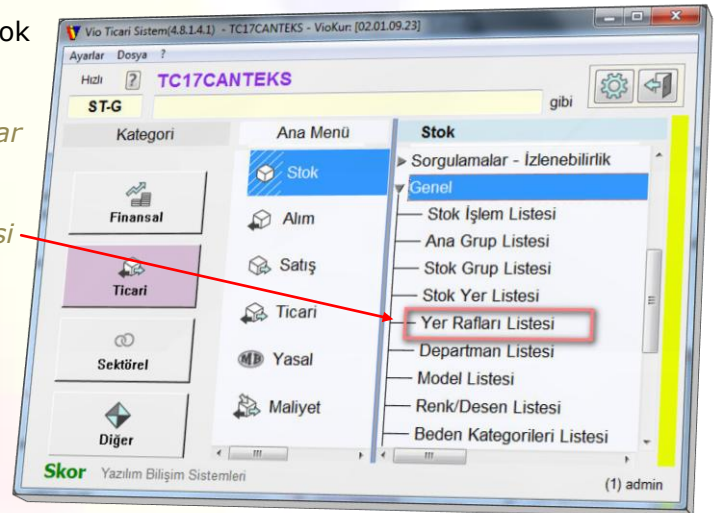 ok
ar
si
Vio Ticari Sistem(4.8.1.4.1) - TC17CANTEKS - VioKur: [02.01.09.23]
Ayarlar Dosya ?
Hızlı ? TC17CANTEKS
ST-G gibi
Kategori
Finansal
Ticari
Sektörel
Diğer
Ana Menü
Stok
Alım
Satış
Ticari
MB Yasal
Maliyet
Stok
Sorgulamalar - İzlenebilirlik
Genel
Stok İşlem Listesi
Ana Grup Listesi
Stok Grup Listesi
Stok Yer Listesi
Yer Rafları Listesi
Departman Listesi
Model Listesi
Renk/Desen Listesi
Beden Kategorileri Listesi
Skor Yazılım Bilişim Sistemleri
(1) admin